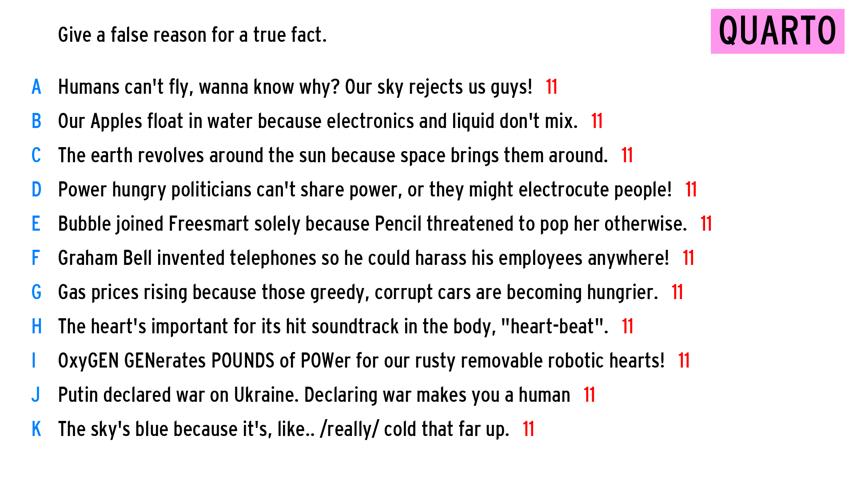 Give a false reason for a true fact.
QUARTO
A Humans can't fly, wanna know why? Our sky rejects us guys! 11
B Our Apples float in water because electronics and liquid don't mix. 11
C The earth revolves around the sun because space brings them around. 11
D Power hungry politicians can't share power, or they might electrocute people! 11
E Bubble joined Freesmart solely because Pencil threatened to pop her otherwise. 11
F Graham Bell invented telephones so he could harass his employees anywhere! 11
G Gas prices rising because those greedy, corrupt cars are becoming hungrier. 11
H The heart's important for its hit soundtrack in the body, "heart-beat". 11
I OxyGEN GENerates POUNDS of POWer for our rusty removable robotic hearts! 11
J Putin declared war on Ukraine. Declaring war makes you a human 11
K The sky's blue because it's, like.. /really/ cold that far up. 11